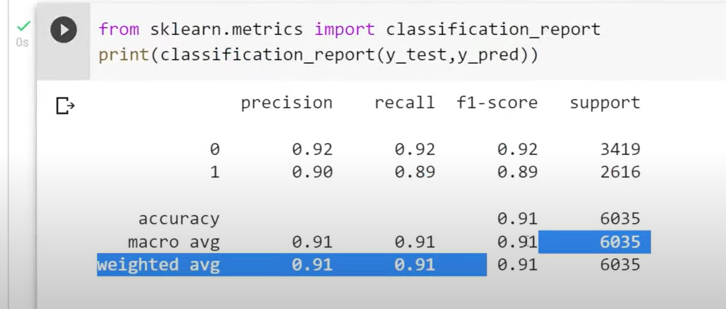 from sklearn.metrics import classification_report
0s
print(classification_report(y_test,y_pred))
precision recall f1-score support
0 0.92 0.92 0.92 3419
1 0.90 0.89 0.89 2616
accuracy 0.91 6035
macro avg 0.91 0.91 0.91 6035
weighted avg 0.91 0.91 0.91 6035